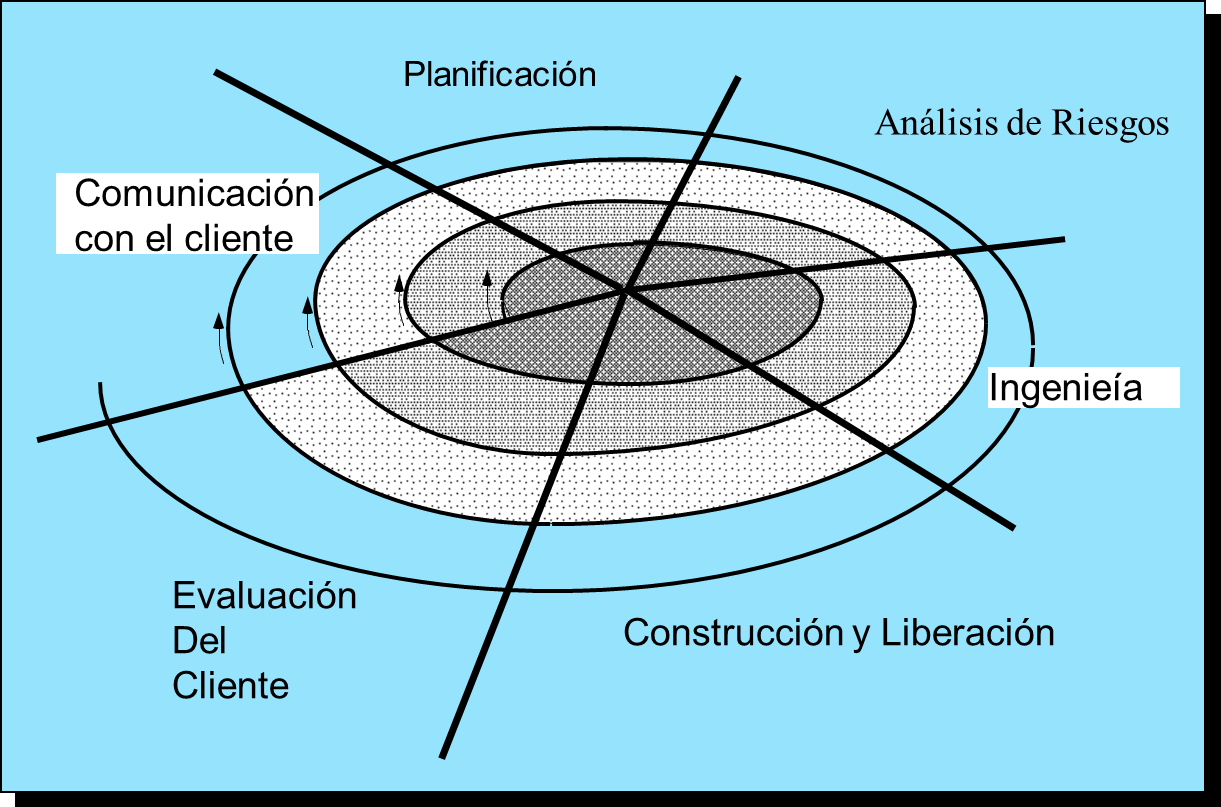 Planificación
Análisis de Riesgos
Comunicación
con el cliente
Ingenieía
Evaluación
Del
Cliente
Construcción y Liberación